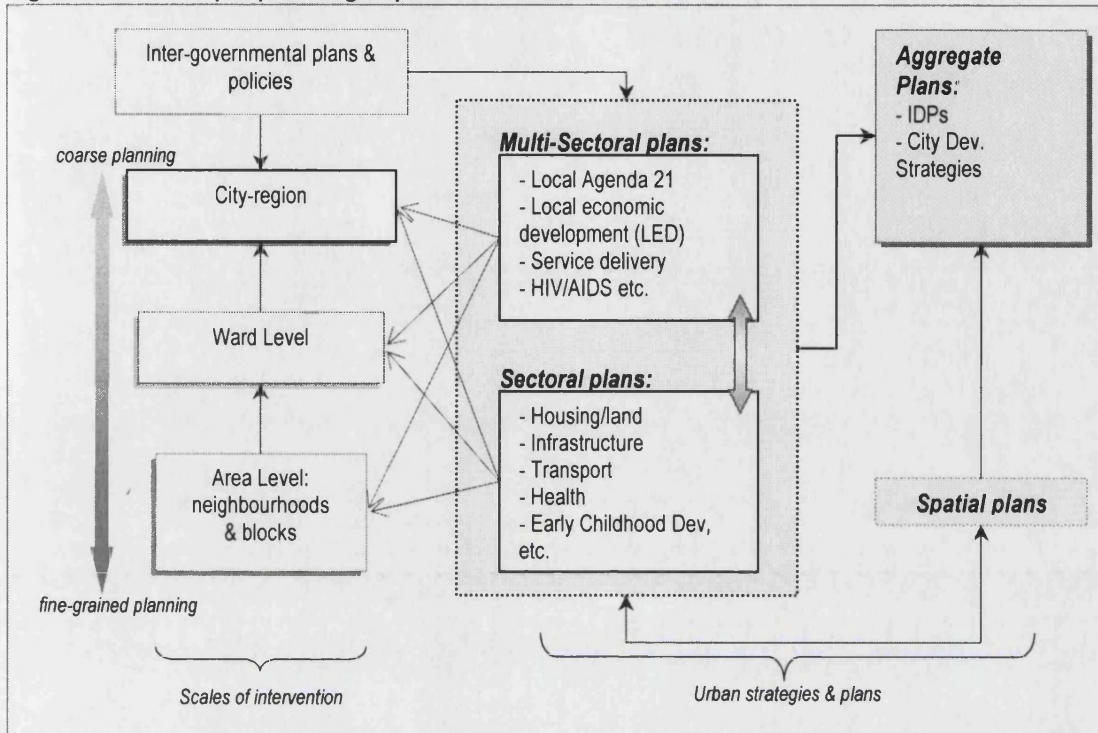 Inter-governmental plans &
policies
coarse planning
City-region
Ward Level
Area Level:
neighbourhoods
& blocks
fine-grained planning
Scales of intervention
Multi-Sectoral plans:
- Local Agenda 21
- Local economic
development (LED)
- Service delivery
- HIV/AIDS etc.
Sectoral plans:
- Housing/land
- Infrastructure
- Transport
- Health
- Early Childhood Dev,
etc.
Aggregate
Plans:
- IDPs
- City Dev.
Strategies
Spatial plans
Urban strategies & plans